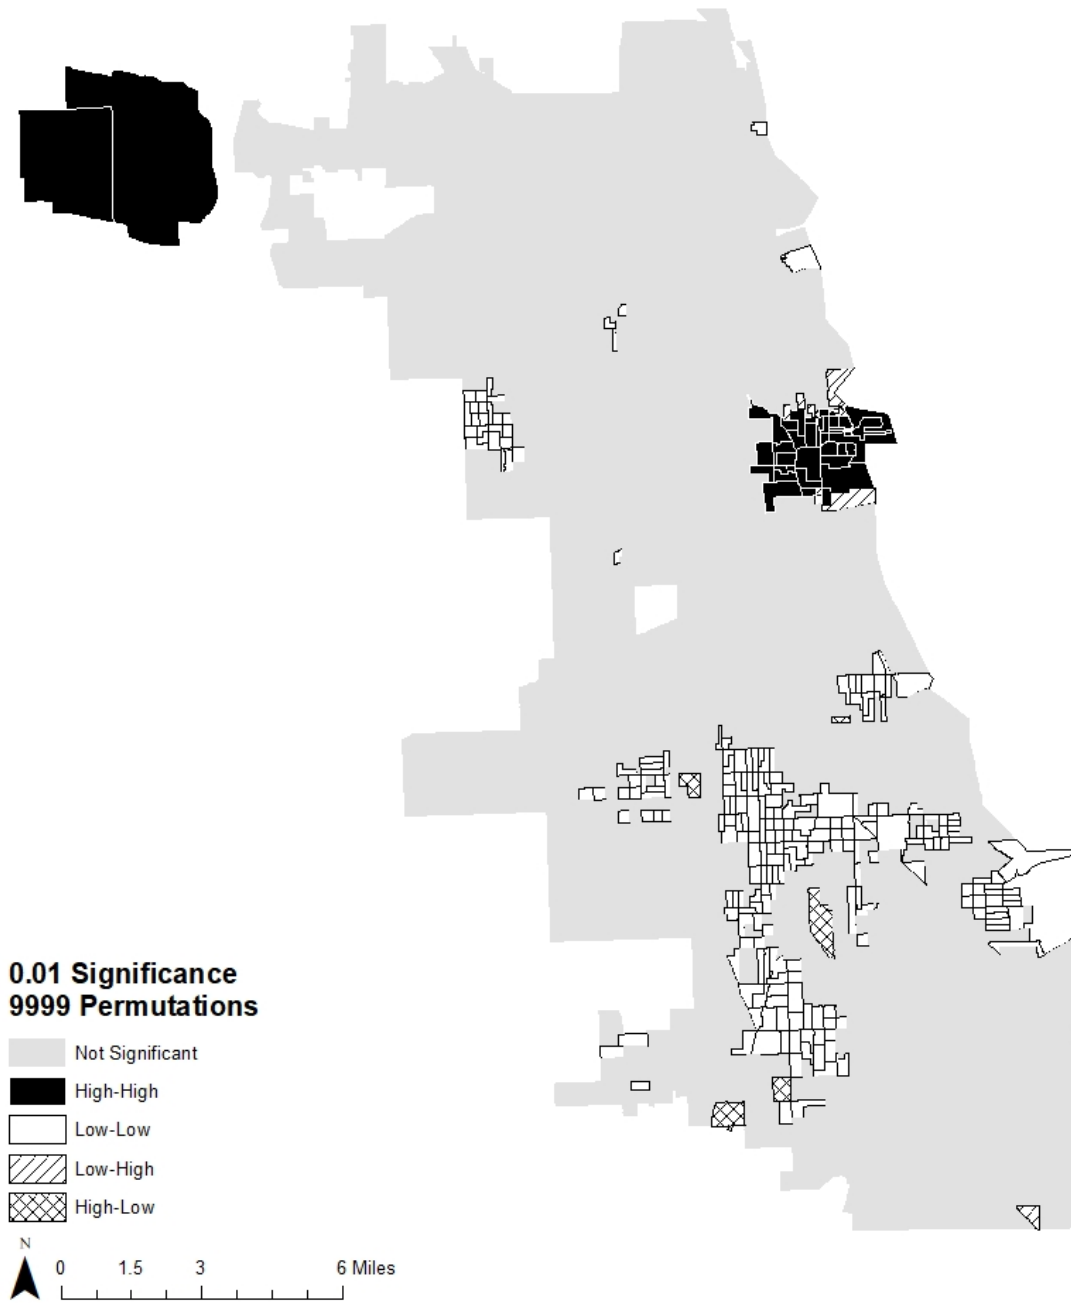 0.01 Significance
9999 Permutations
Not Significant
High-High
Low-Low
Low-High
High-Low
N
0 1.5 3 6 Miles